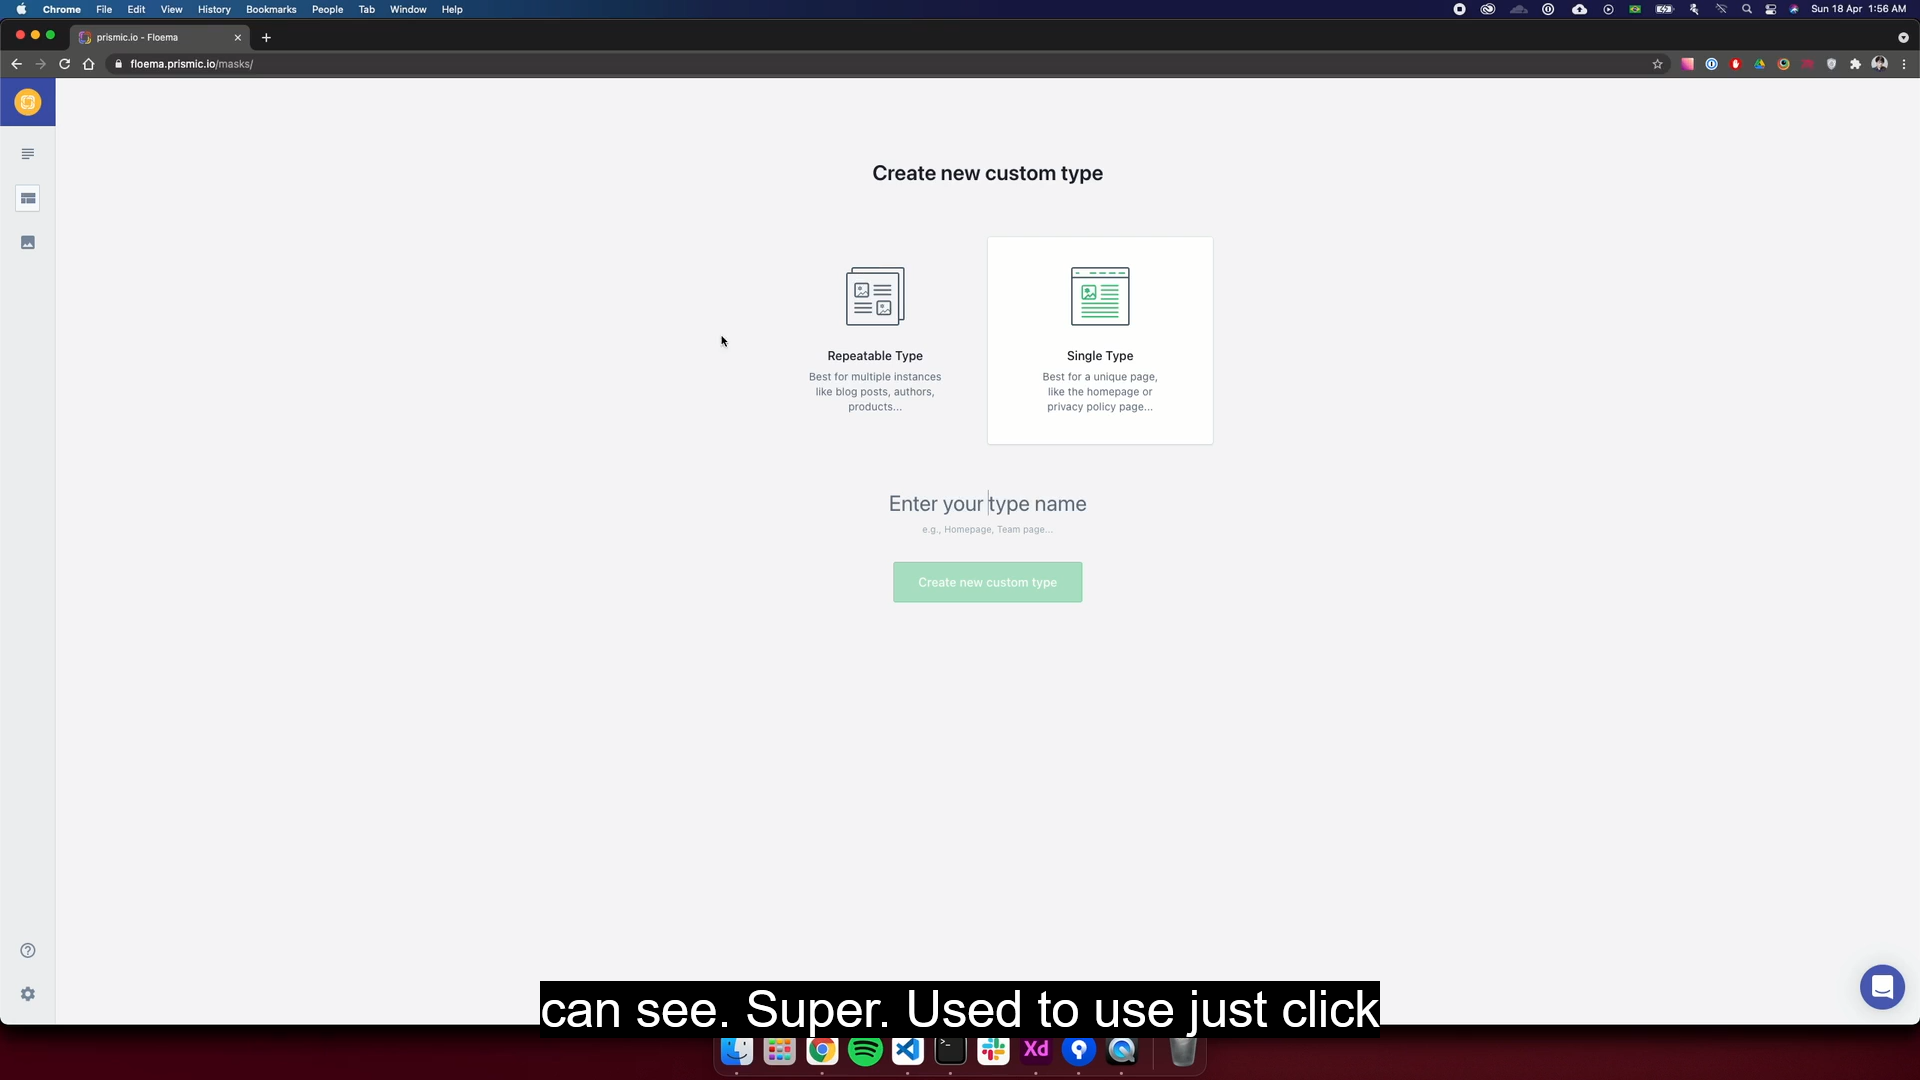 Chrome File Edit View History Bookmarks People Tab Window Help Sun 18 Apr 1:56 AM
prismic.io - Floema
floema.prismic.io/masks/
Create new custom type
Repeatable Type
Best for multiple instances
like blog posts, authors,
products...
Single Type
Best for a unique page,
like the homepage or
privacy policy page...
Enter your type name
e.g., Homepage, Team page...
Create new custom type
can see. Super. Used to use just click
Xd